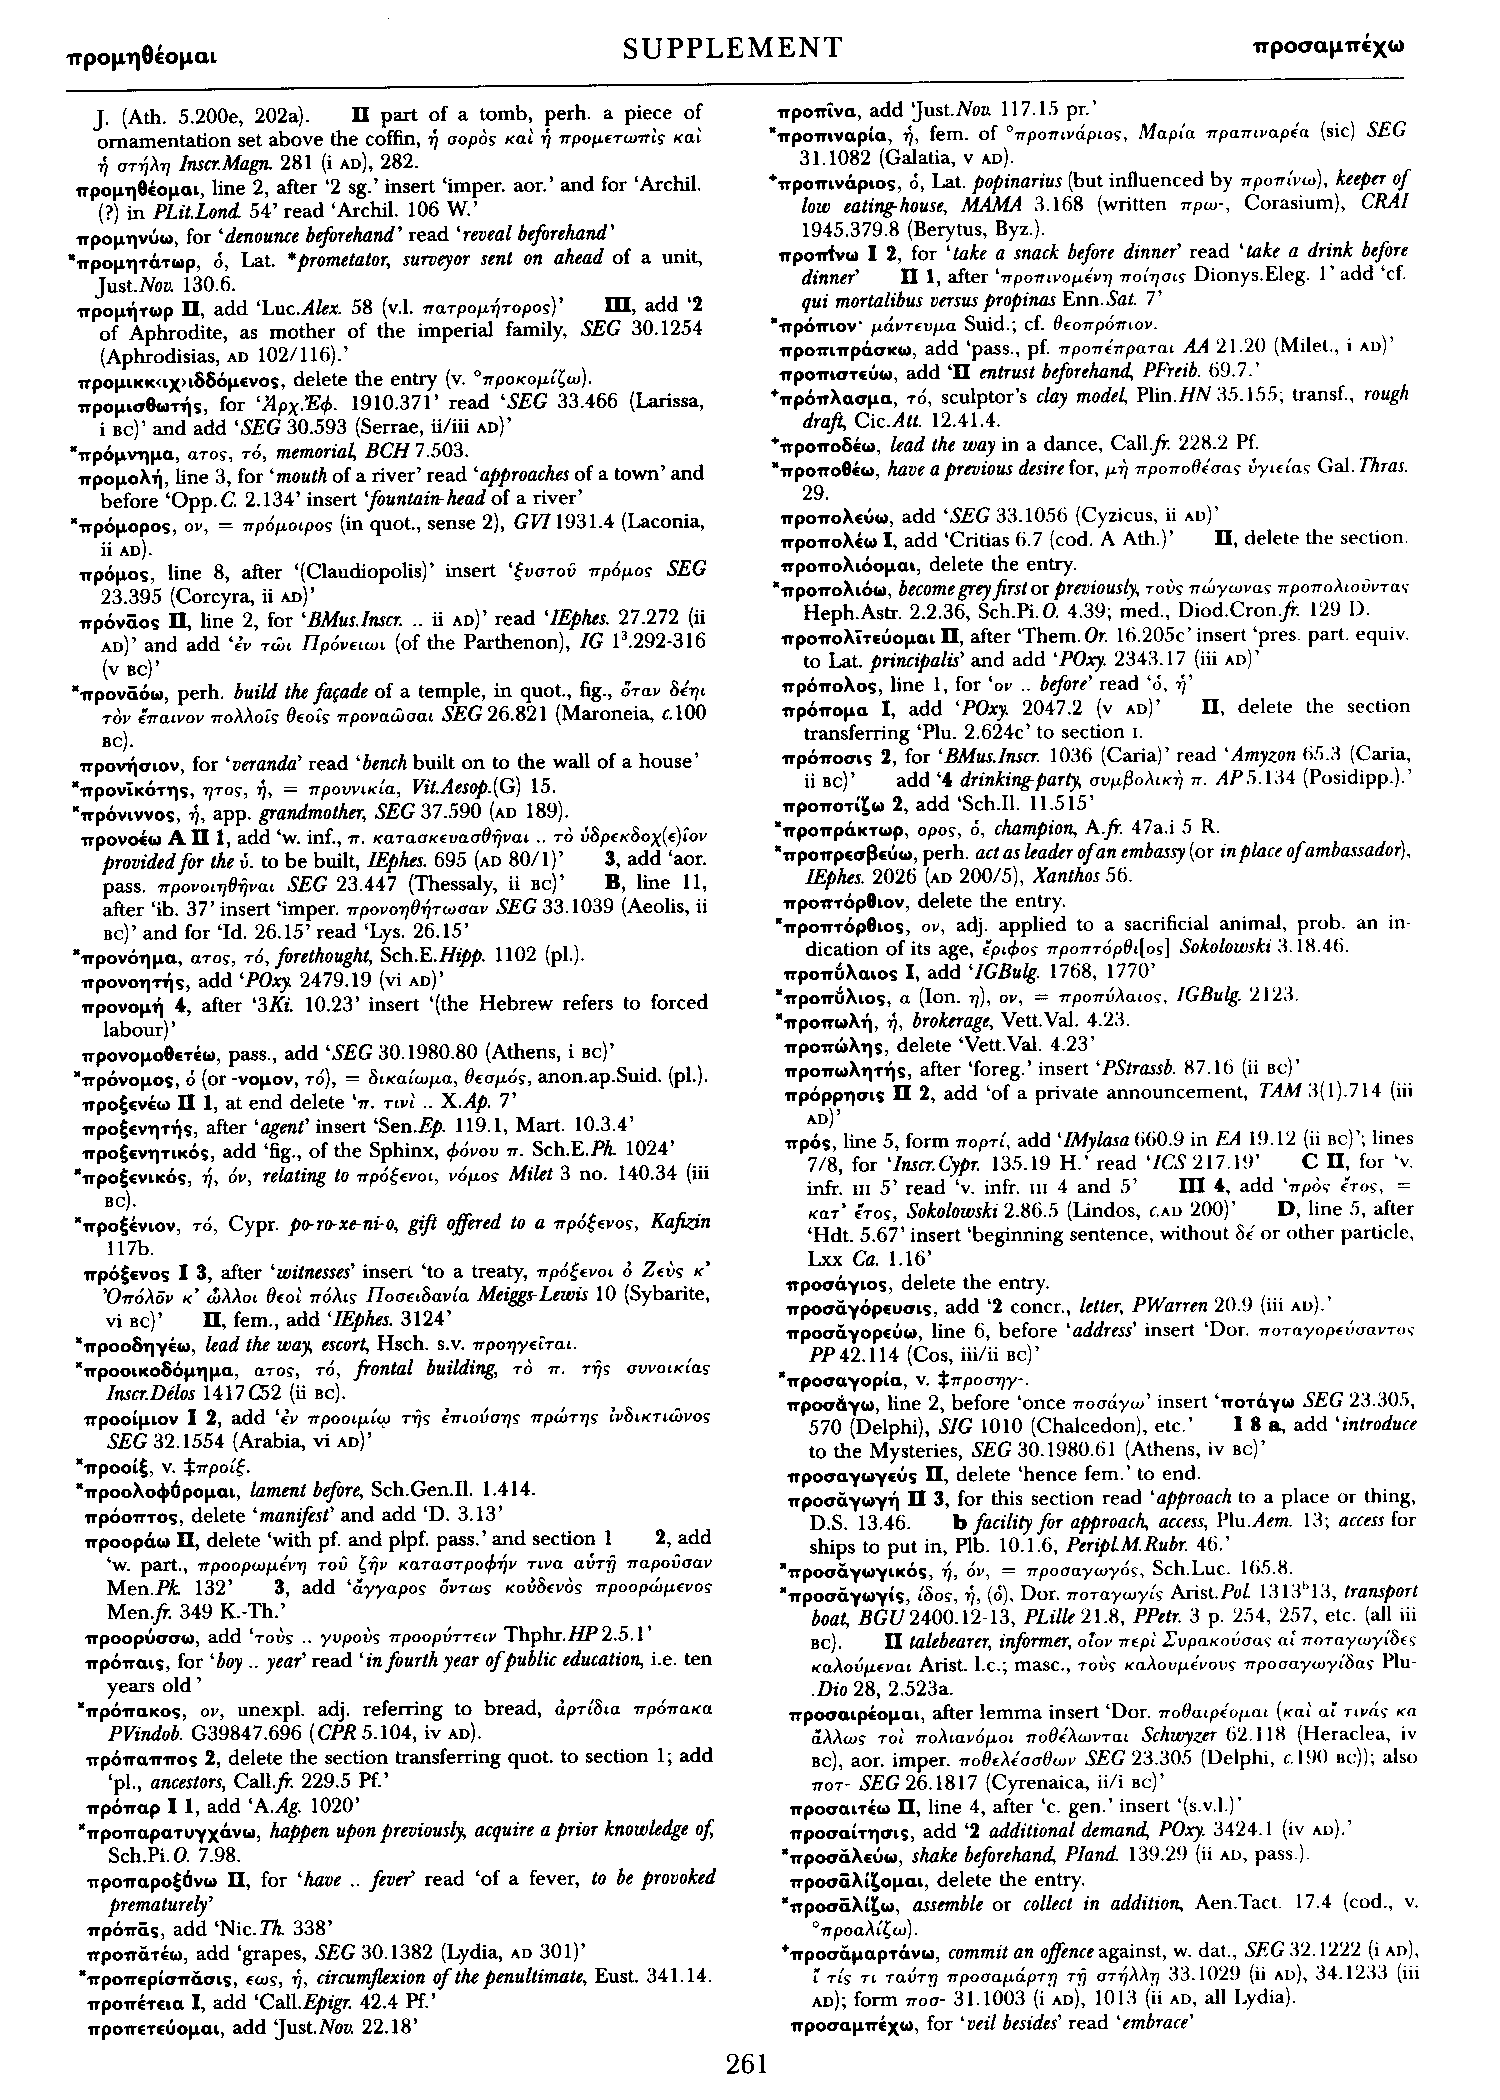 προμηθέομαι
SUPPLEMENT
προσαμπέχω
J. (Ath. 5.200e, 202a). II part of a tomb, perh. a piece of
ornamentation set above the coffin, ἡ σορὸς καὶ ἡ προμετωπὶς καὶ
ἡ στήλη Inscr.Magn. 281 (i AD), 282.
προμηθέομαι, line 2, after ‘2 sg.’ insert ‘imper. aor.’ and for ‘Archil.
(?) in PLit.Lond. 54’ read ‘Archil. 106 W.’
προμηνύω, for ‘denounce beforehand’ read ‘reveal beforehand’
*προμητάτωρ, ὁ, Lat. *prometator, surveyor sent on ahead of a unit,
Just.Nov. 130.6.
προμήτωρ II, add ‘Luc.Alex. 58 (v.l. πατρομήτορος)’ III, add ‘2
of Aphrodite, as mother of the imperial family, SEG 30.1254
(Aphrodisias, AD 102/116).’
προμικκ‹ιχ›ιδδόμενος, delete the entry (v. °προκομίζω).
προμισθωτής, for ‘Ἀρχ.Ἐφ. 1910.371’ read ‘SEG 33.466 (Larissa,
i BC)’ and add ‘SEG 30.593 (Serrae, ii/iii AD)’
*πρόμνημα, ατος, τό, memorial, BCH 7.503.
προμολή, line 3, for ‘mouth of a river’ read ‘approaches of a town’ and
before ‘Opp.C. 2.134’ insert ‘fountain-head of a river’
*πρόμορος, ον, = πρόμοιρος (in quot., sense 2), GVI 1931.4 (Laconia,
ii AD).
πρόμος, line 8, after ‘(Claudiopolis)’ insert ‘ξυστοῦ πρόμος SEG
23.395 (Corcyra, ii AD)’
πρόνᾱος II, line 2, for ‘BMus.Inscr. .. ii AD)’ read ‘IEphes. 27.272 (ii
AD)’ and add ‘ἐν τῶι Πρόνειωι (of the Parthenon), IG 1³.292-316
(v BC)’
*προνᾱόω, perh. build the façade of a temple, in quot., fig., ὅταν δέηι
τὸν ἔπαινον πολλοῖς θεοῖς προναῶσαι SEG 26.821 (Maroneia, c.100
BC).
προνήσιον, for ‘veranda’ read ‘bench built on to the wall of a house’
*προνῑκότης, ητος, ἡ, = προυνικία, Vit.Aesop.(G) 15.
*πρόνιννος, ἡ, app. grandmother, SEG 37.590 (AD 189).
προνοέω A II 1, add ‘w. inf., π. κατασκευασθῆναι .. τὸ ὑδρεκδοχ(ε)ῖον
provided for the ὑ. to be built, IEphes. 695 (AD 80/1)’ 3, add ‘aor.
pass. προνοιηθῆναι SEG 23.447 (Thessaly, ii BC)’ B, line 11,
after ‘ib. 37’ insert ‘imper. προνοηθήτωσαν SEG 33.1039 (Aeolis, ii
BC)’ and for ‘Id. 26.15’ read ‘Lys. 26.15’
*προνόημα, ατος, τό, forethought, Sch.E.Hipp. 1102 (pl.).
προνοητής, add ‘POxy. 2479.19 (vi AD)’
προνομή 4, after ‘3Ki. 10.23’ insert ‘(the Hebrew refers to forced
labour)’
προνομοθετέω, pass., add ‘SEG 30.1980.80 (Athens, i BC)’
*πρόνομος, ὁ (or -νομον, τό), = δικαίωμα, θεσμός, anon.ap.Suid. (pl.).
προξενέω II 1, at end delete ‘π. τινὶ .. X.Ap. 7’
προξενητής, after ‘agent’ insert ‘Sen.Ep. 119.1, Mart. 10.3.4’
προξενητικός, add ‘fig., of the Sphinx, φόνου π. Sch.E.Ph. 1024’
*προξενικός, ή, όν, relating to πρόξενοι, νόμος Milet 3 no. 140.34 (iii
BC).
*προξένιον, τό, Cypr. po-ro-xe-ni-o, gift offered to a πρόξενος, Kafizin
117b.
πρόξενος I 3, after ‘witnesses’ insert ‘to a treaty, πρόξενοι ὁ Ζεὺς κ’
Ὀπόλο̄ν κ’ ὦλλοι θεοὶ πόλις Ποσειδανία Meiggs-Lewis 10 (Sybarite,
vi BC)’ II, fem., add ‘IEphes. 3124’
*προοδηγέω, lead the way, escort, Hsch. s.v. προηγεῖται.
*προοικοδόμημα, ατος, τό, frontal building, τὸ π. τῆς συνοικίας
Inscr.Délos 1417C52 (ii BC).
προοίμιον I 2, add ‘ἐν προοιμίῳ τῆς ἐπιούσης πρώτης ἰνδικτιῶνος
SEG 32.1554 (Arabia, vi AD)’
*προοίξ, v. ‡προίξ.
*προολοφύ̄ρομαι, lament before, Sch.Gen.Il. 1.414.
πρόοπτος, delete ‘manifest’ and add ‘D. 3.13’
προοράω II, delete ‘with pf. and plpf. pass.’ and section 1 2, add
‘w. part., προορωμένη τοῦ ζῆν καταστροφήν τινα αὐτῇ παροῦσαν
Men.Pk. 132’ 3, add ‘ἄγγαρος ὄντως κοὐδενὸς προορώμενος
Men.fr. 349 K.-Th.’
προορύσσω, add ‘τοὺς .. γυροὺς προορύττειν Thphr.HP 2.5.1’
πρόπαις, for ‘boy .. year’ read ‘in fourth year of public education, i.e. ten
years old’
*πρόπακος, ον, unexpl. adj. referring to bread, ἀρτίδια πρόπακα
PVindob. G39847.696 (CPR 5.104, iv AD).
πρόπαππος 2, delete the section transferring quot. to section 1; add
‘pl., ancestors, Call.fr. 229.5 Pf.’
πρόπαρ I 1, add ‘A.Ag. 1020’
*προπαρατυγχάνω, happen upon previously, acquire a prior knowledge of,
Sch.Pi.O. 7.98.
προπαροξύ̄νω II, for ‘have .. fever’ read ‘of a fever, to be provoked
prematurely’
πρόπᾱς, add ‘Nic.Th. 338’
προπᾰτέω, add ‘grapes, SEG 30.1382 (Lydia, AD 301)’
*προπερίσπᾰσις, εως, ἡ, circumflexion of the penultimate, Eust. 341.14.
προπέτεια I, add ‘Call.Epigr. 42.4 Pf.’
προπετεύομαι, add ‘Just.Nov. 22.18’
προπῖνα, add ‘Just.Nov. 117.15 pr.’
*προπιναρία, ἡ, fem. of °προπινάριος, Μαρία πραπιναρέα (sic) SEG
31.1082 (Galatia, v AD).
+προπινάριος, ὁ, Lat. popinarius (but influenced by προπίνω), keeper of
low eating-house, MAMA 3.168 (written πρω-, Corasium), CRAI
1945.379.8 (Berytus, Byz.).
προπί̄νω I 2, for ‘take a snack before dinner’ read ‘take a drink before
dinner’ II 1, after ‘προπινομένη ποίησις Dionys.Eleg. 1’ add ‘cf.
qui mortalibus versus propinas Enn.Sat. 7’
*πρόπιον· μάντευμα Suid.; cf. θεοπρόπιον.
προπιπράσκω, add ‘pass., pf. προπέπραται AA 21.20 (Milet., i AD)’
προπιστεύω, add ‘II entrust beforehand, PFreib. 69.7.’
+πρόπλασμα, τό, sculptor’s clay model, Plin.HN 35.155; transf., rough
draft, Cic.Att. 12.41.4.
+προποδέω, lead the way in a dance, Call.fr. 228.2 Pf.
*προποθέω, have a previous desire for, μὴ προποθέσας ὑγιείας Gal.Thras.
29.
προπολεύω, add ‘SEG 33.1056 (Cyzicus, ii AD)’
προπολέω I, add ‘Critias 6.7 (cod. A Ath.)’ II, delete the section.
προπολιόομαι, delete the entry.
*προπολιόω, become grey first or previously, τοὺς πώγωνας προπολιοῦντας
Heph.Astr. 2.2.36, Sch.Pi.O. 4.39; med., Diod.Cron.fr. 129 D.
προπολῑτεύομαι II, after ‘Them.Or. 16.205c’ insert ‘pres. part. equiv.
to Lat. principalis’ and add ‘POxy. 2343.17 (iii AD)’
πρόπολος, line 1, for ‘ον .. before’ read ‘ὁ, ἡ’
πρόπομα I, add ‘POxy. 2047.2 (v AD)’ II, delete the section
transferring ‘Plu. 2.624c’ to section I.
πρόποσις 2, for ‘BMus.Inscr. 1036 (Caria)’ read ‘Amyzon 65.3 (Caria,
ii BC)’ add ‘4 drinking-party, συμβολικὴ π. AP 5.134 (Posidipp.).’
προποτίζω 2, add ‘Sch.Il. 11.515’
*προπράκτωρ, ορος, ὁ, champion, A.fr. 47a.i 5 R.
*προπρεσβεύω, perh. act as leader of an embassy (or in place of ambassador),
IEphes. 2026 (AD 200/5), Xanthos 56.
προπτόρθιον, delete the entry.
*προπτόρθιος, ον, adj. applied to a sacrificial animal, prob. an in-
dication of its age, ἔριφος προπτόρθι[ος] Sokolowski 3.18.46.
προπύ̆λαιος I, add ‘IGBulg. 1768, 1770’
*προπύ̆λιος, α (Ion. η), ον, = προπύλαιος, IGBulg. 2123.
*προπωλή, ἡ, brokerage, Vett.Val. 4.23.
προπώλης, delete ‘Vett.Val. 4.23’
προπωλητής, after ‘foreg.’ insert ‘PStrassb. 87.16 (ii BC)’
πρόρρησις II 2, add ‘of a private announcement, TAM 3(1).714 (iii
AD)’
πρός, line 5, form πορτί, add ‘IMylasa 660.9 in EA 19.12 (ii BC)’; lines
7/8, for ‘Inscr.Cypr. 135.19 H.’ read ‘ICS 217.19’ C II, for ‘v.
infr. III 5’ read ‘v. infr. III 4 and 5’ III 4, add ‘πρὸς ἔτος, =
κατ’ ἔτος, Sokolowski 2.86.5 (Lindos, c.AD 200)’ D, line 5, after
‘Hdt. 5.67’ insert ‘beginning sentence, without δέ or other particle,
LXX Ca. 1.16’
προσάγιος, delete the entry.
προσᾰγόρευσις, add ‘2 concr., letter, PWarren 20.9 (iii AD).’
προσᾰγορεύω, line 6, before ‘address’ insert ‘Dor. ποταγορεύσαντος
PP 42.114 (Cos, iii/ii BC)’
*προσαγορία, v. ‡προσηγ-.
προσάγω, line 2, before ‘once ποσάγω’ insert ‘ποτάγω SEG 23.305,
570 (Delphi), SIG 1010 (Chalcedon), etc.’ I 8 a, add ‘introduce
to the Mysteries, SEG 30.1980.61 (Athens, iv BC)’
προσαγωγεύς II, delete ‘hence fem.’ to end.
προσᾰγωγή II 3, for this section read ‘approach to a place or thing,
D.S. 13.46. b facility for approach, access, Plu.Aem. 13; access for
ships to put in, Plb. 10.1.6, Peripl.M.Rubr. 46.’
*προσᾰγωγικός, ή, όν, = προσαγωγός, Sch.Luc. 165.8.
*προσᾰγωγίς, ίδος, ἡ, (ὁ), Dor. ποταγωγίς Arist.Pol. 1313ᵇ13, transport
boat, BGU 2400.12-13, PLille 21.8, PPetr. 3 p. 254, 257, etc. (all iii
BC). II talebearer, informer, οἷον περὶ Συρακούσας αἱ ποταγωγίδες
καλούμεναι Arist. l.c.; masc., τοὺς καλουμένους προσαγωγίδας Plu-
.Dio 28, 2.523a.
προσαιρέομαι, after lemma insert ‘Dor. ποθαιρέομαι (καὶ αἴ τινάς κα
ἄλλως τοὶ πολιανόμοι ποθέλωνται Schwyzer 62.118 (Heraclea, iv
BC), aor. imper. ποθελέσσθων SEG 23.305 (Delphi, c.190 BC)); also
ποτ- SEG 26.1817 (Cyrenaica, ii/i BC)’
προσαιτέω II, line 4, after ‘c. gen.’ insert ‘(s.v.l.)’
προσαίτησις, add ‘2 additional demand, POxy. 3424.1 (iv AD).’
*προσᾰλεύω, shake beforehand, PIand. 139.29 (ii AD, pass.).
προσᾱλίζομαι, delete the entry.
*προσᾱλίζω, assemble or collect in addition, Aen.Tact. 17.4 (cod., v.
°προαλίζω).
+προσᾰμαρτάνω, commit an offence against, w. dat., SEG 32.1222 (i AD),
ἴ τίς τι ταύτῃ προσαμάρτῃ τῇ στήλλῃ 33.1029 (ii AD), 34.1233 (iii
AD); form ποσ- 31.1003 (i AD), 1013 (ii AD, all Lydia).
προσαμπέχω, for ‘veil besides’ read ‘embrace’
261